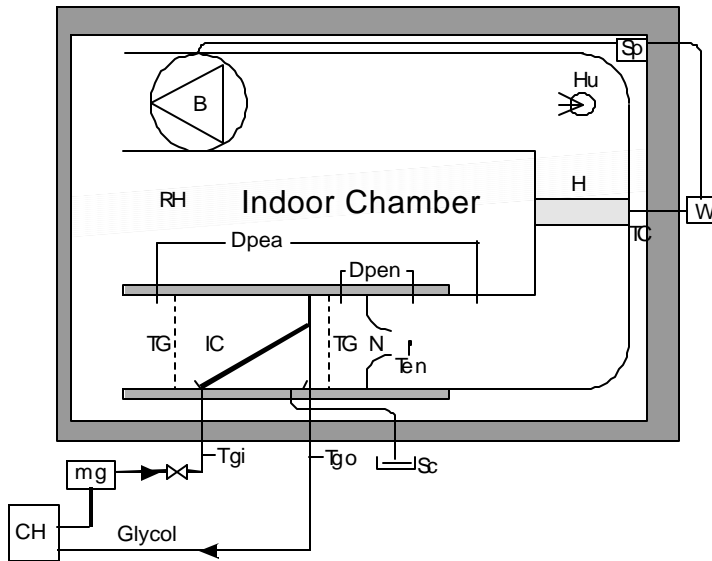 Sp
B
Hu
RH
Indoor Chamber
H
W
TC
Dpea
Dpen
TG
IC
TG
N
Ten
Tgi
Tgo
Sc
mg
CH
Glycol